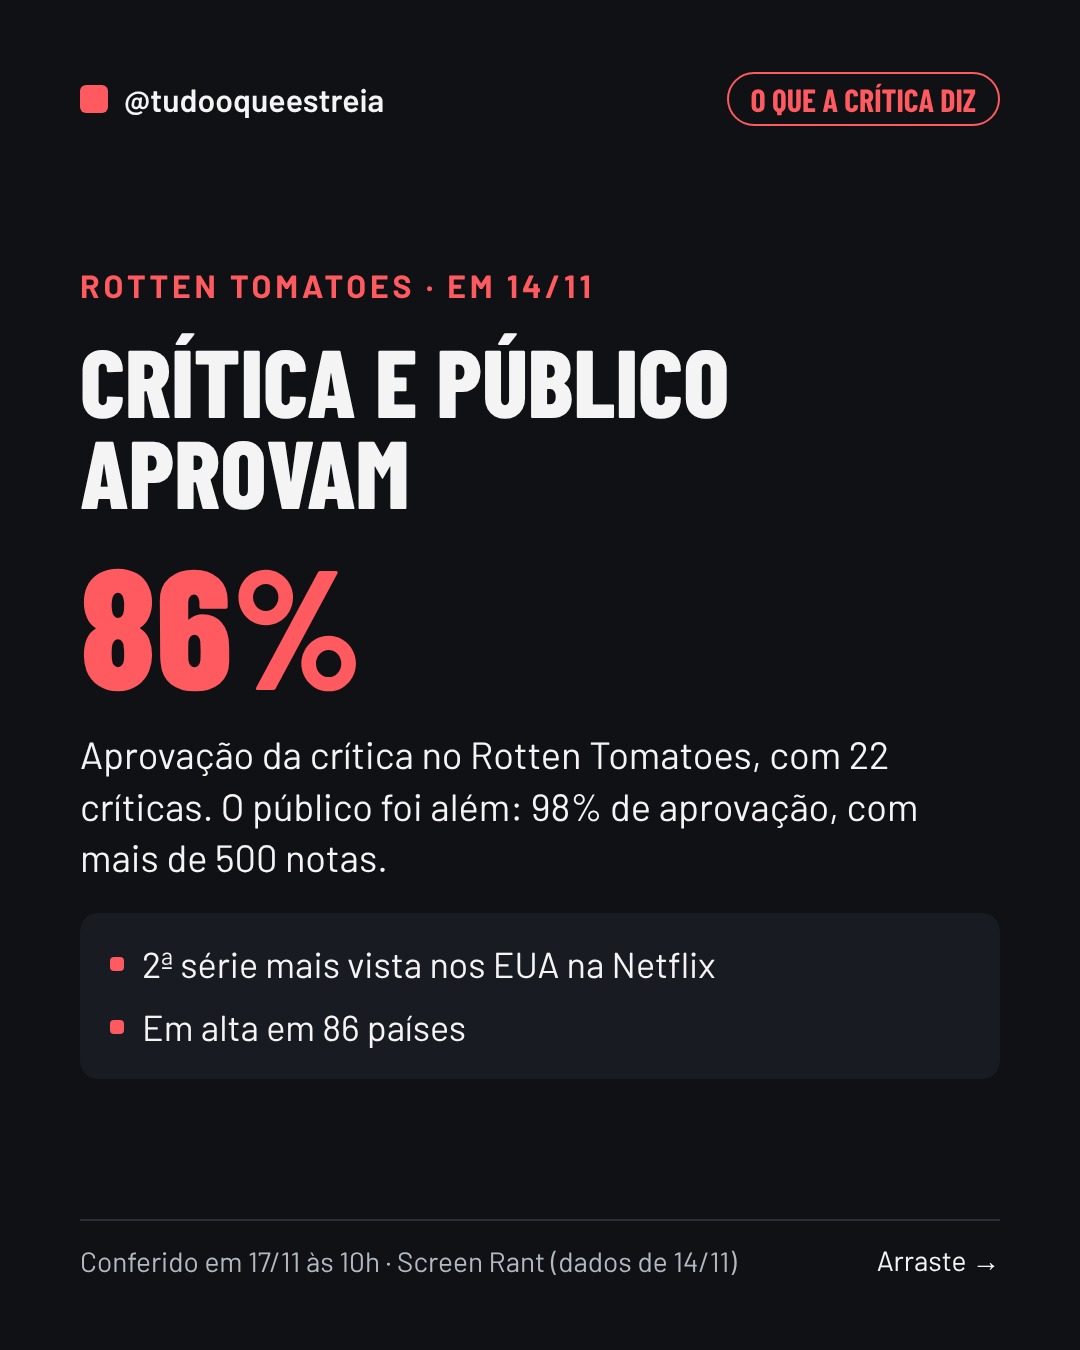 @tudooqueestreia
O QUE A CRÍTICA DIZ
ROTTEN TOMATOES · EM 14/11
CRÍTICA E PÚBLICO
APROVAM
86%
Aprovação da crítica no Rotten Tomatoes, com 22
críticas. O público foi além: 98% de aprovação, com
mais de 500 notas.
2ª série mais vista nos EUA na Netflix
Em alta em 86 países
Conferido em 17/11 às 10h · Screen Rant (dados de 14/11)
Arraste →